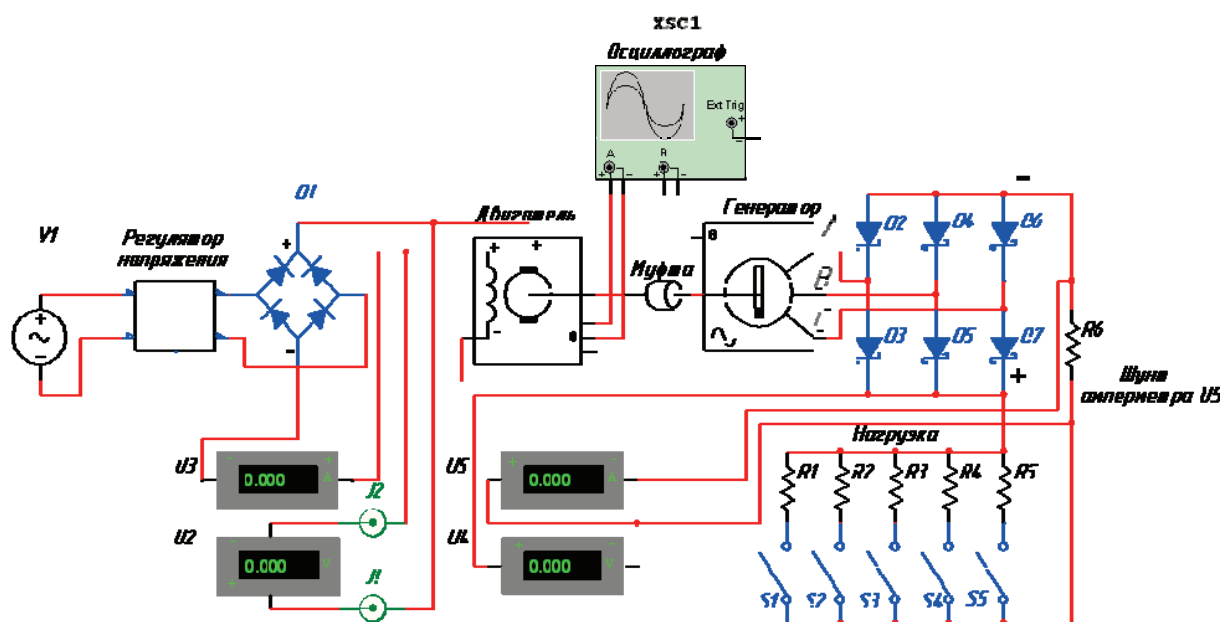 XSC1
Осциллограф
Ext Trig
+
-
A
B
+ - + -
D1
Двигатель
Генератор
-
V1
Регулятор
напряжения
+
-
+ +
-
Муфта
A
B
C
D2
D4
D6
D3
D5
D7
+
R6
Шунт
амперметра U5
Нагрузка
U3
- +
0.000
A
J2
U5
+ -
0.000
A
R1
R2
R3
R4
R5
U2
-
0.000
V
+
J1
U4
+ -
0.000
V
S1
S2
S3
S4
S5